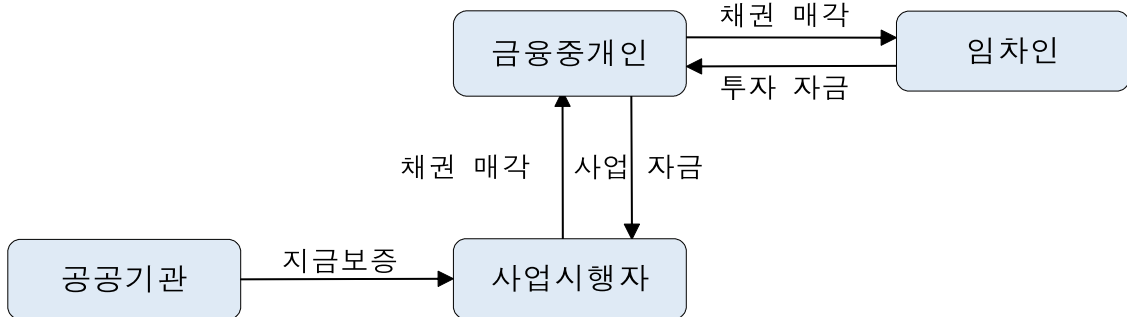 채권 매각
금융중개인
임차인
투자 자금
채권 매각
사업 자금
지금보증
공공기관
사업시행자